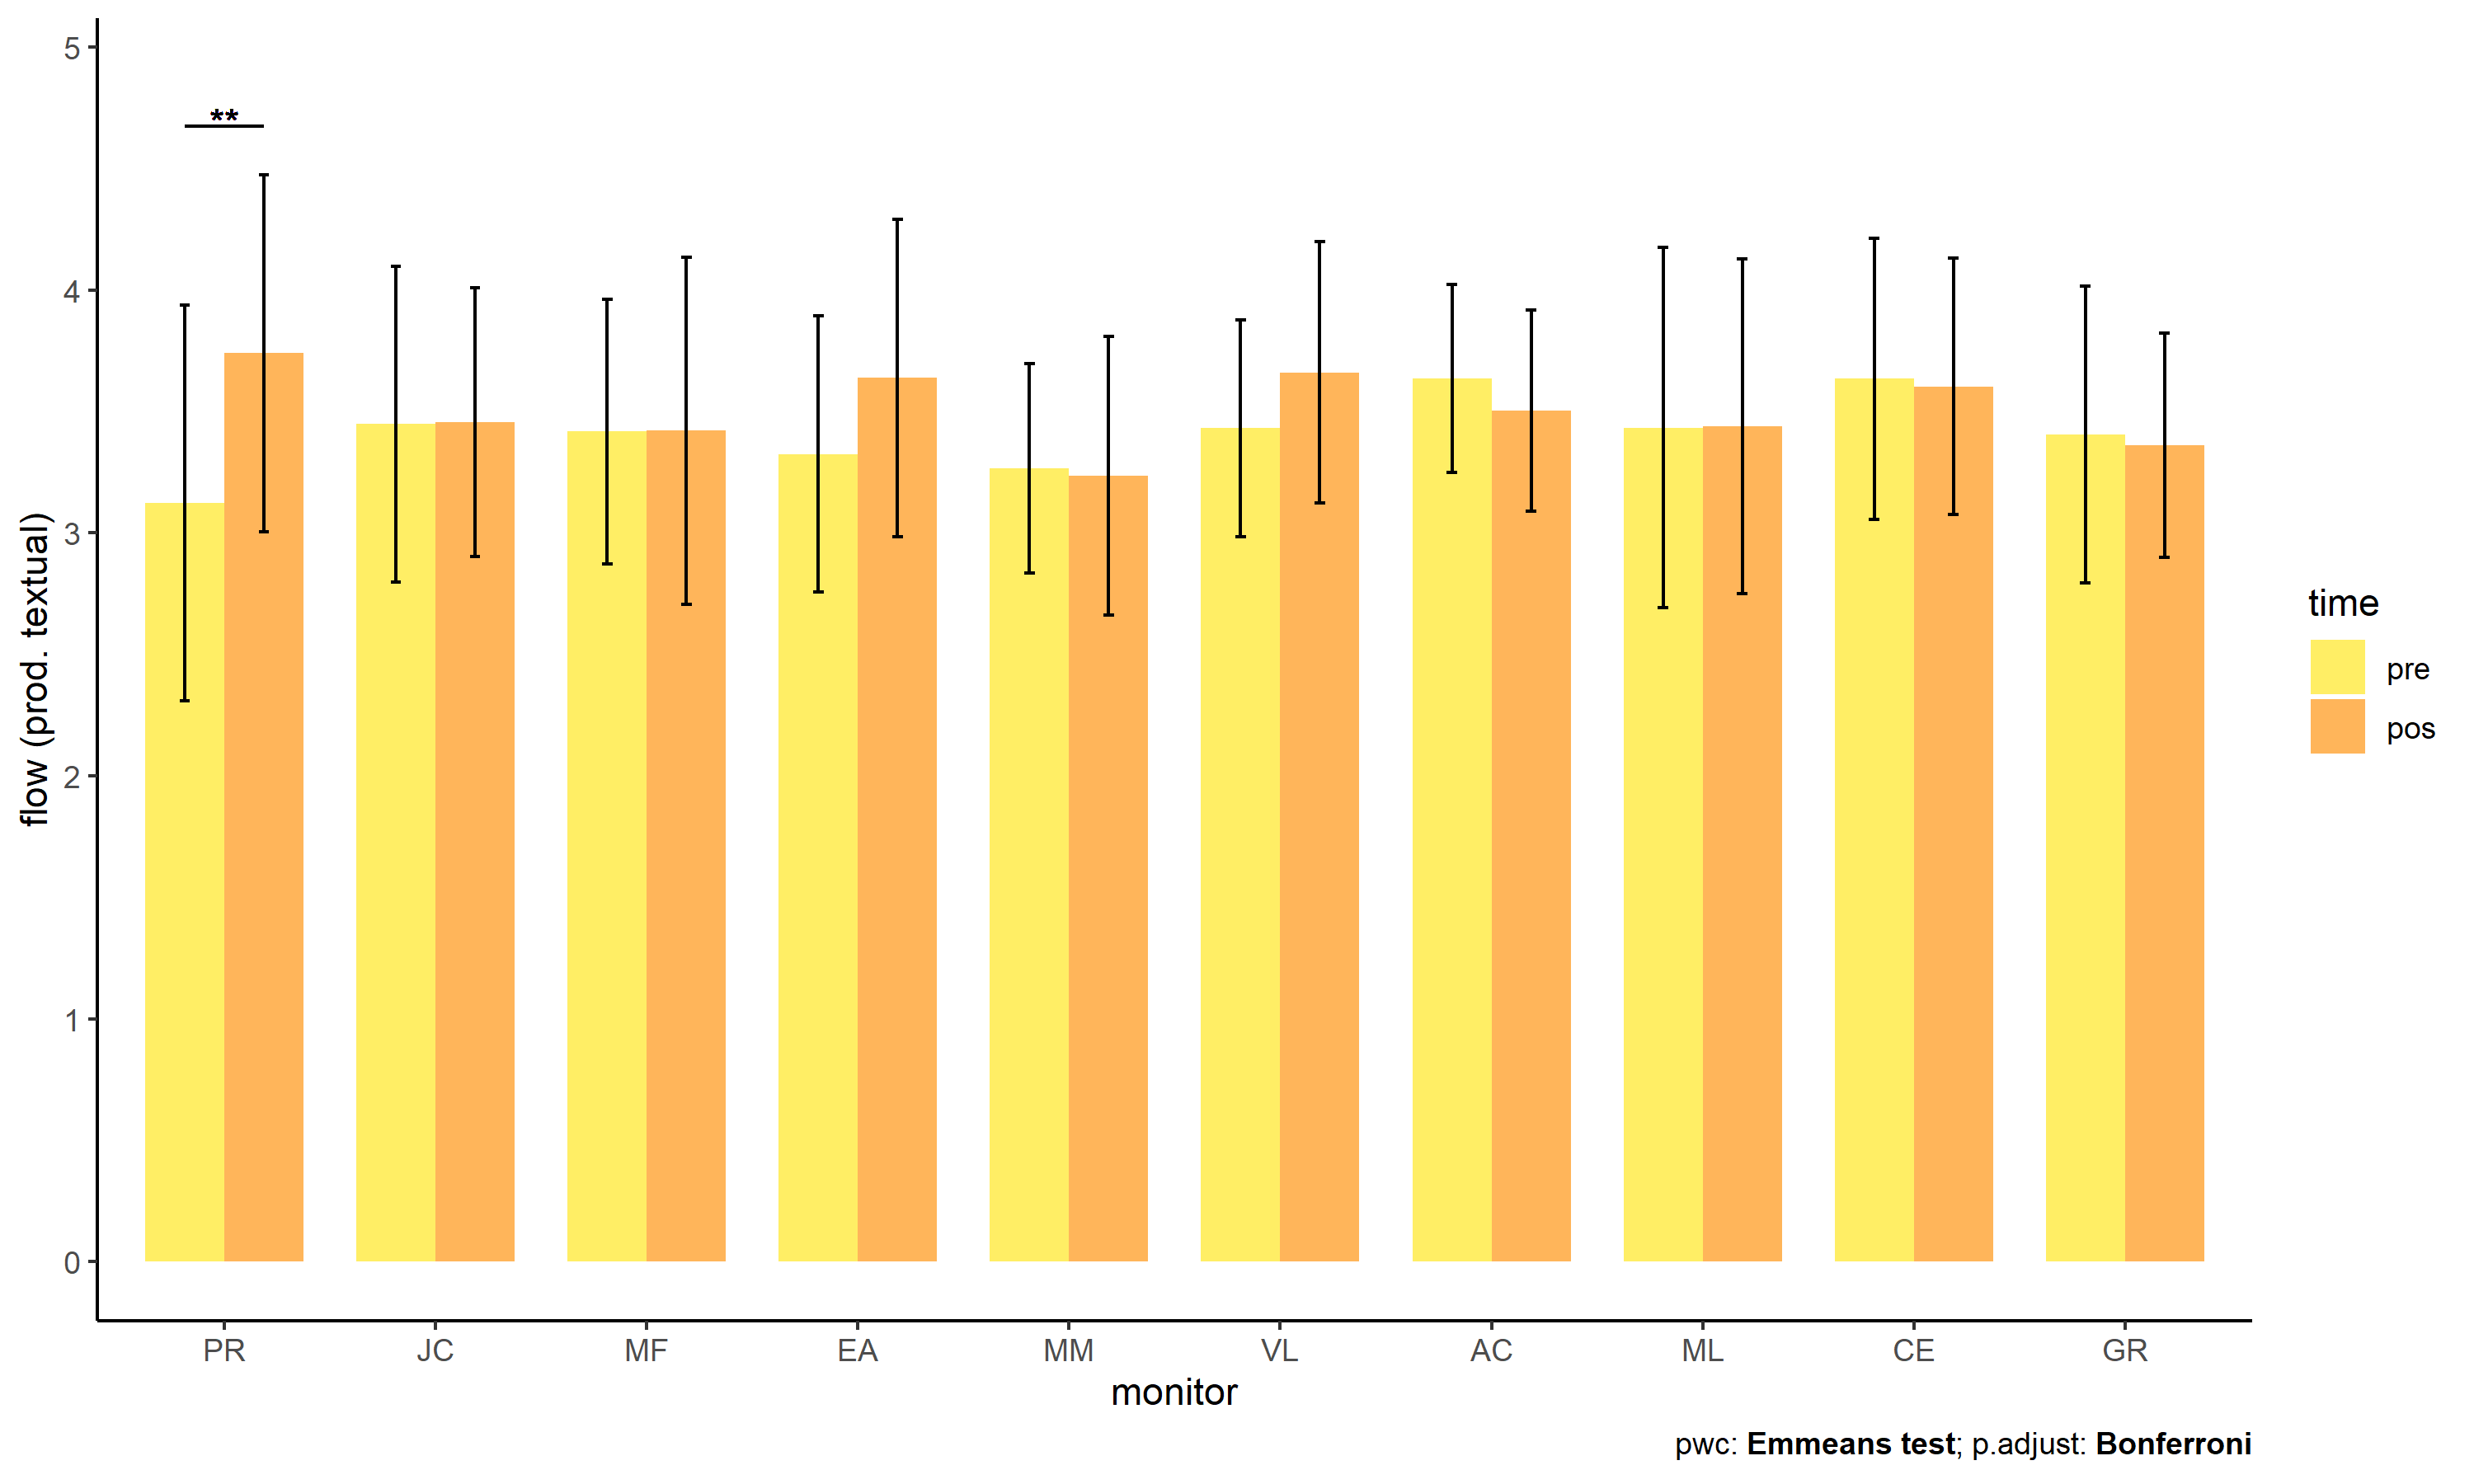 5
**
4
3
2
1
0
flow (prod. textual)
PR JC MF EA MM VL AC ML CE GR
monitor
time
pre
pos
pwc: Emmeans test; p.adjust: Bonferroni